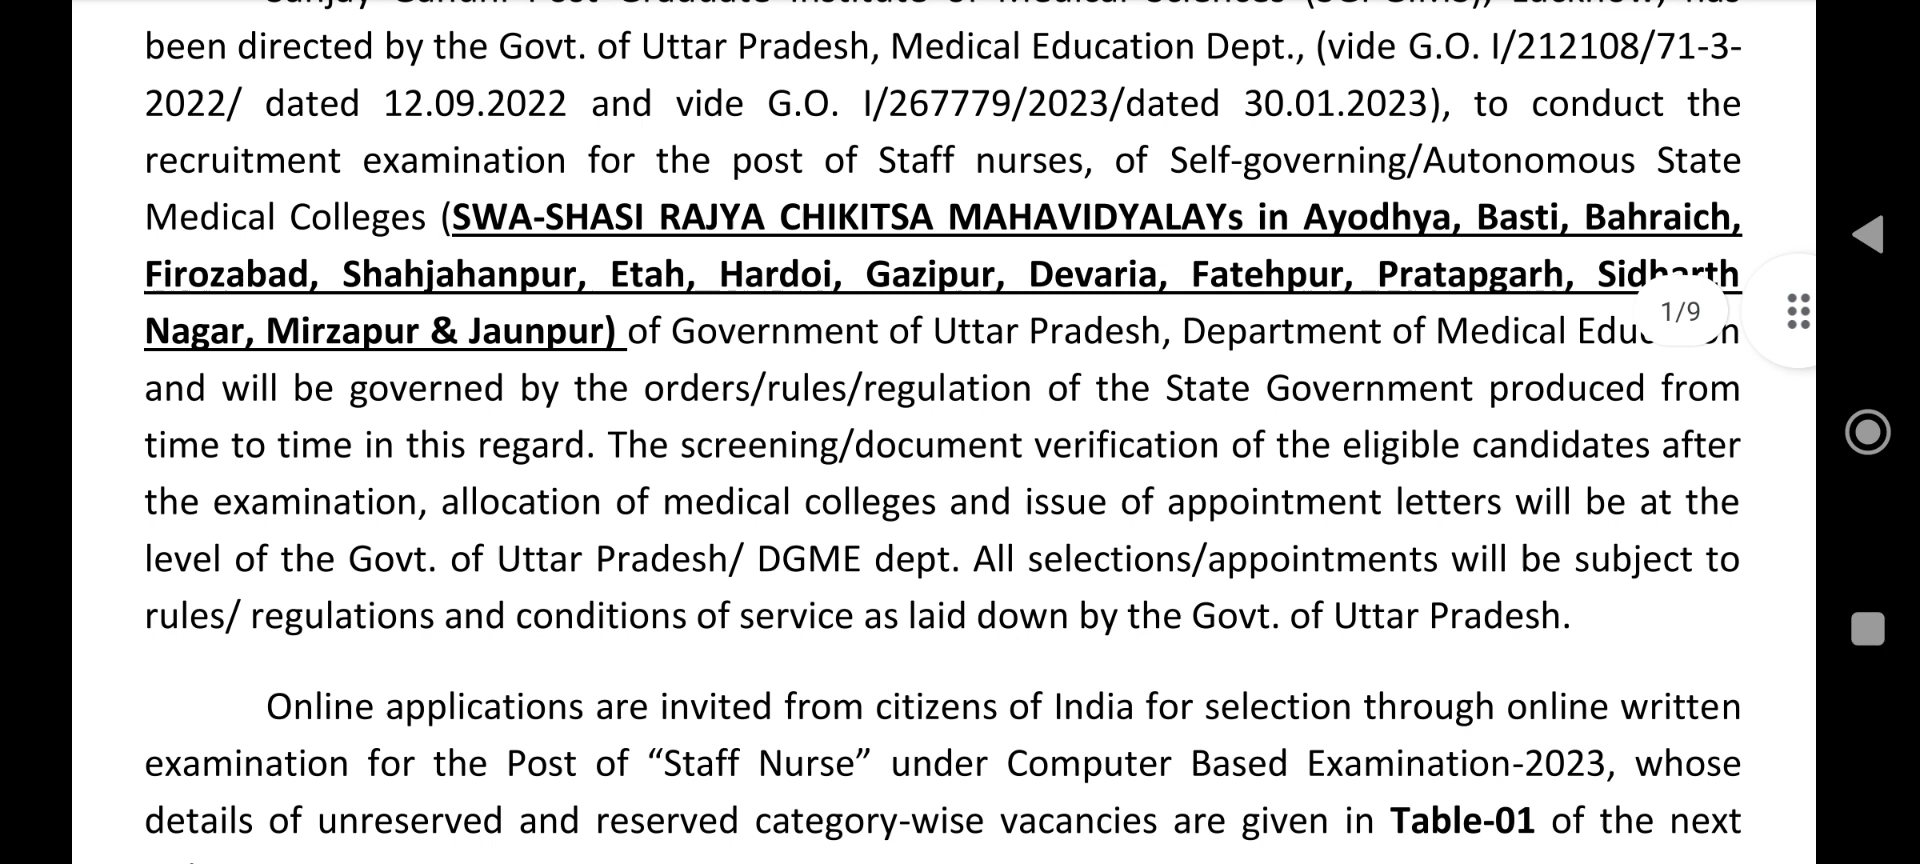 been directed by the Govt. of Uttar Pradesh, Medical Education Dept., (vide G.O. I/212108/71-3-
2022/ dated 12.09.2022 and vide G.O. I/267779/2023/dated 30.01.2023), to conduct the
recruitment examination for the post of Staff nurses, of Self-governing/Autonomous State
Medical Colleges (SWA-SHASI RAJYA CHIKITSA MAHAVIDYALAYs in Ayodhya, Basti, Bahraich,
Firozabad, Shahjahanpur, Etah, Hardoi, Gazipur, Devaria, Fatehpur, Pratapgarh, Sidharth
1/9
Nagar, Mirzapur & Jaunpur) of Government of Uttar Pradesh, Department of Medical Education
and will be governed by the orders/rules/regulation of the State Government produced from
time to time in this regard. The screening/document verification of the eligible candidates after
the examination, allocation of medical colleges and issue of appointment letters will be at the
level of the Govt. of Uttar Pradesh/ DGME dept. All selections/appointments will be subject to
rules/ regulations and conditions of service as laid down by the Govt. of Uttar Pradesh.
Online applications are invited from citizens of India for selection through online written
examination for the Post of “Staff Nurse” under Computer Based Examination-2023, whose
details of unreserved and reserved category-wise vacancies are given in Table-01 of the next